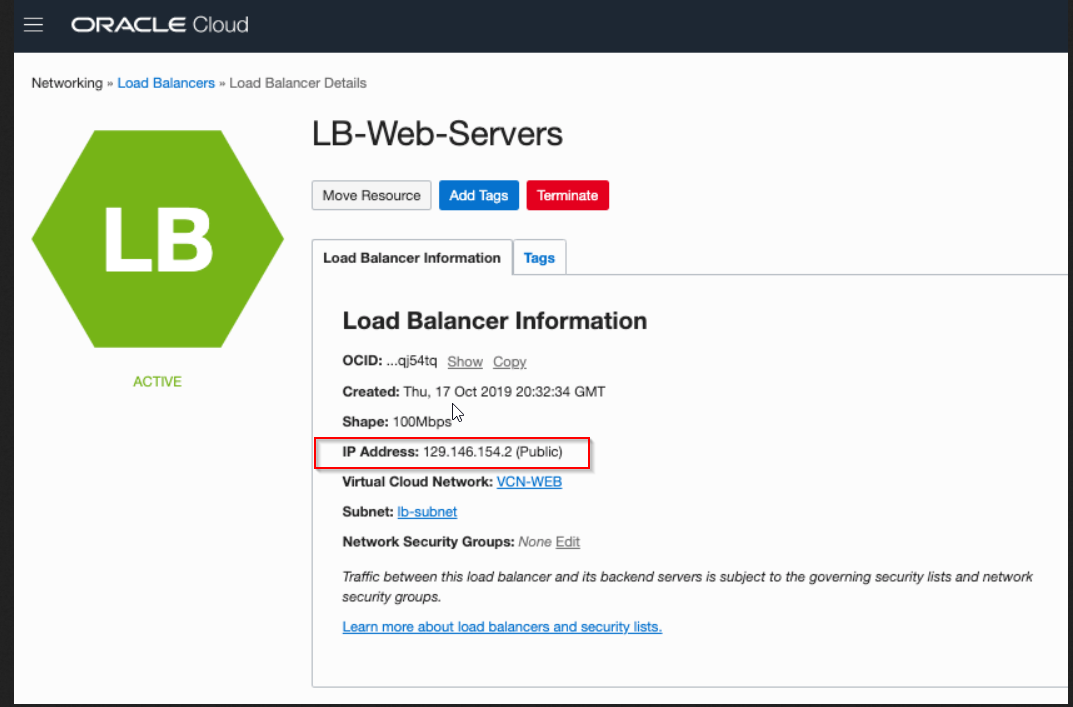 ORACLE Cloud
Networking » Load Balancers » Load Balancer Details
LB
ACTIVE
LB-Web-Servers
Move Resource Add Tags Terminate
Load Balancer Information Tags
Load Balancer Information
OCID: ...qj54tq Show Copy
Created: Thu, 17 Oct 2019 20:32:34 GMT
Shape: 100Mbps
IP Address: 129.146.154.2 (Public)
Virtual Cloud Network: VCN-WEB
Subnet: lb-subnet
Network Security Groups: None Edit
Traffic between this load balancer and its backend servers is subject to the governing security lists and network
security groups.
Learn more about load balancers and security lists.